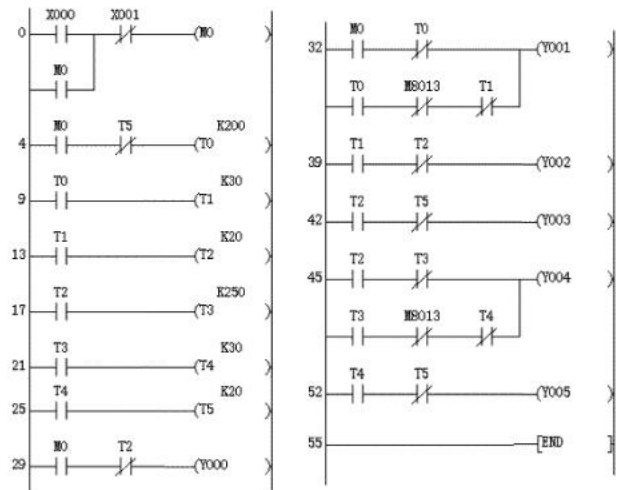 X000 X001
0 (M0 )
M0
M0 T5 K200
4 (T0 )
T0 K30
9 (T1 )
T1 K20
13 (T2 )
T2 K250
17 (T3 )
T3 K30
21 (T4 )
T4 K20
25 (T5 )
M0 T2
29 (Y000 )
M0 T0
32 (Y001 )
T0 M8013 T1
T1 T2
39 (Y002 )
T2 T5
42 (Y003 )
T2 T3
45 (Y004 )
T3 M8013 T4
T4 T5
52 (Y005 )
55 [END ]